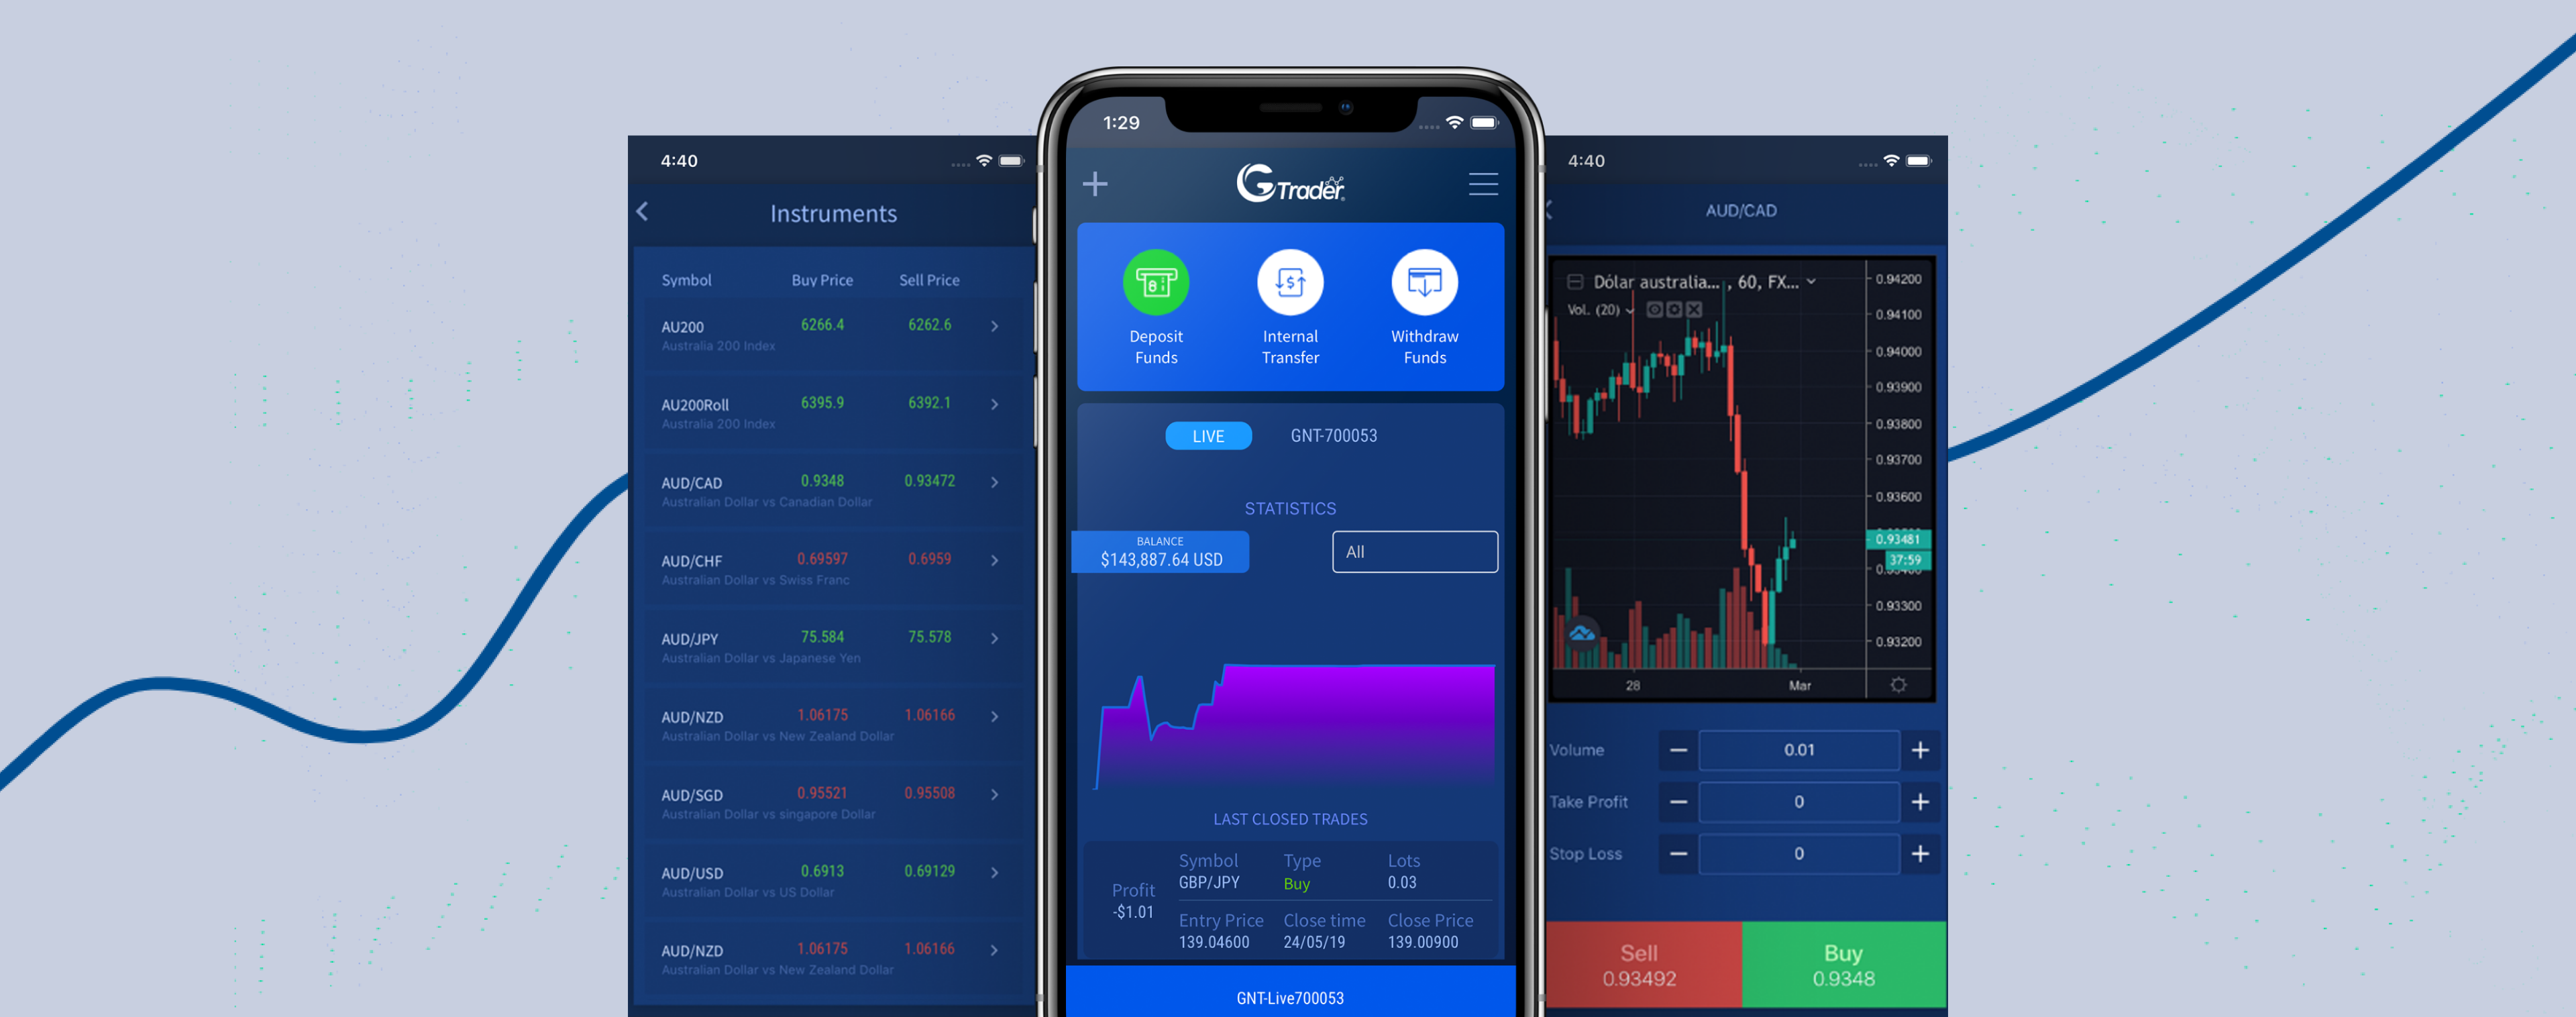 4:40
Instruments
Symbol Buy Price Sell Price
AU200 6266.4 6262.6
Australia 200 Index
AU200Roll 6395.9 6392.1
Australia 200 Index
AUD/CAD 0.9348 0.93472
Australian Dollar vs Canadian Dollar
AUD/CHF 0.69597 0.6959
Australian Dollar vs Swiss Franc
AUD/JPY 75.584 75.578
Australian Dollar vs Japanese Yen
AUD/NZD 1.06175 1.06166
Australian Dollar vs New Zealand Dollar
AUD/SGD 0.95521 0.95508
Australian Dollar vs singapore Dollar
AUD/USD 0.6913 0.69129
Australian Dollar vs US Dollar
AUD/NZD 1.06175 1.06166
Australian Dollar vs New Zealand Dollar
1:29
GTrader
Deposit Funds
Internal Transfer
Withdraw Funds
LIVE GNT-700053
STATISTICS
BALANCE
$143,887.64 USD
All
LAST CLOSED TRADES
Symbol Type Lots
GBP/JPY Buy 0.03
Profit
-$1.01
Entry Price Close time Close Price
139.04600 24/05/19 139.00900
GNT-Live700053
4:40
AUD/CAD
Dólar australia... , 60, FX...
Vol. (20)
0.94200
0.94100
0.94000
0.93900
0.93800
0.93700
0.93600
0.93481
37:59
0.93300
0.93200
28 Mar
Volume 0.01
Take Profit 0
Stop Loss 0
Sell
0.93492
Buy
0.9348